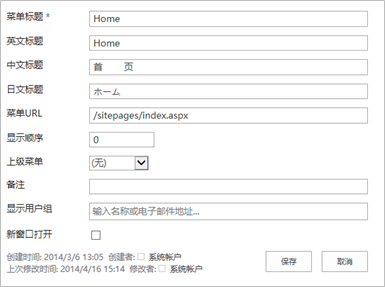 菜单标题 * Home
英文标题 Home
中文标题 首 页
日文标题 ホーム
菜单URL /sitepages/index.aspx
显示顺序 0
上级菜单 (无)
备注
显示用户组 输入名称或电子邮件地址...
新窗口打开
创建时间: 2014/3/6 13:05 创建者: 系统帐户
上次修改时间: 2014/4/16 15:14 修改者: 系统帐户
保存 取消